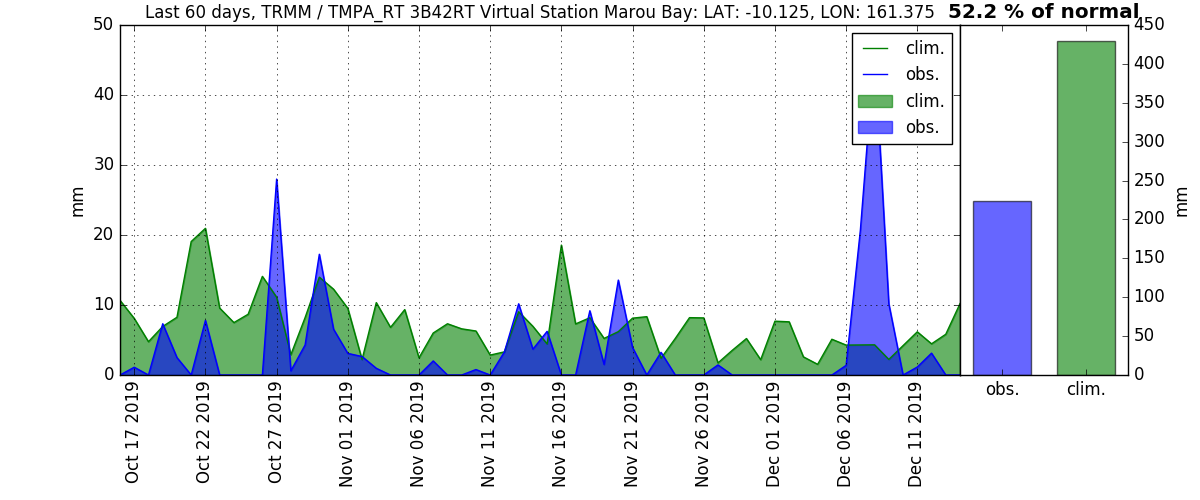 Last 60 days, TRMM / TMPA_RT 3B42RT Virtual Station Marou Bay: LAT: -10.125, LON: 161.375 52.2 % of normal
50
40
30
20
10
0
mm
clim.
obs.
clim.
obs.
Oct 17 2019
Oct 22 2019
Oct 27 2019
Nov 01 2019
Nov 06 2019
Nov 11 2019
Nov 16 2019
Nov 21 2019
Nov 26 2019
Dec 01 2019
Dec 06 2019
Dec 11 2019
450
400
350
300
250
200
150
100
50
0
mm
obs.
clim.